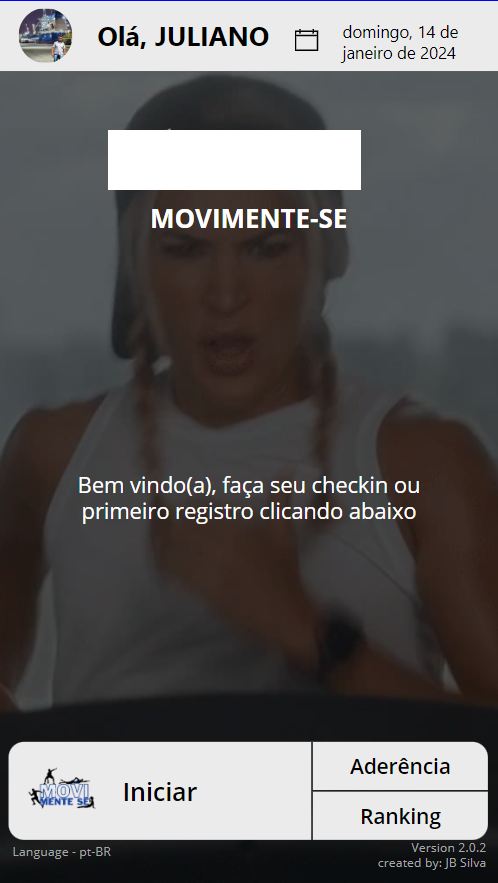 Olá, JULIANO
domingo, 14 de
janeiro de 2024
MOVIMENTE-SE
Bem vindo(a), faça seu checkin ou
primeiro registro clicando abaixo
MOVI
MENTE SE
Iniciar
Aderência
Ranking
Language - pt-BR
Version 2.0.2
created by: JB Silva